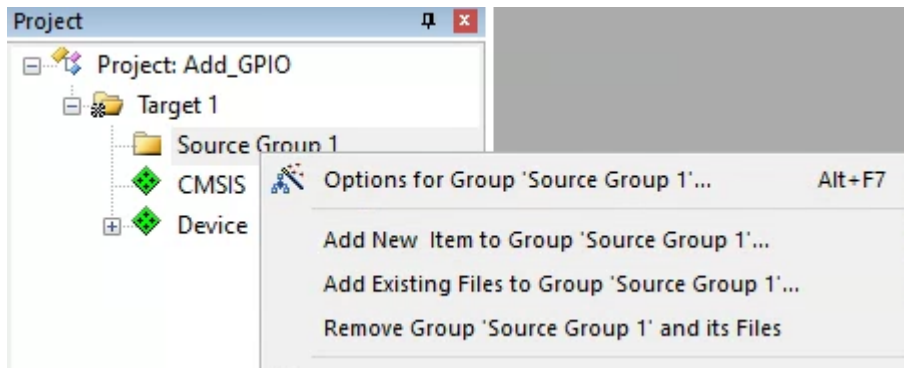 Project
Project: Add_GPIO
Target 1
Source Group 1
CMSIS
Device
Options for Group 'Source Group 1'... Alt+F7
Add New Item to Group 'Source Group 1'...
Add Existing Files to Group 'Source Group 1'...
Remove Group 'Source Group 1' and its Files